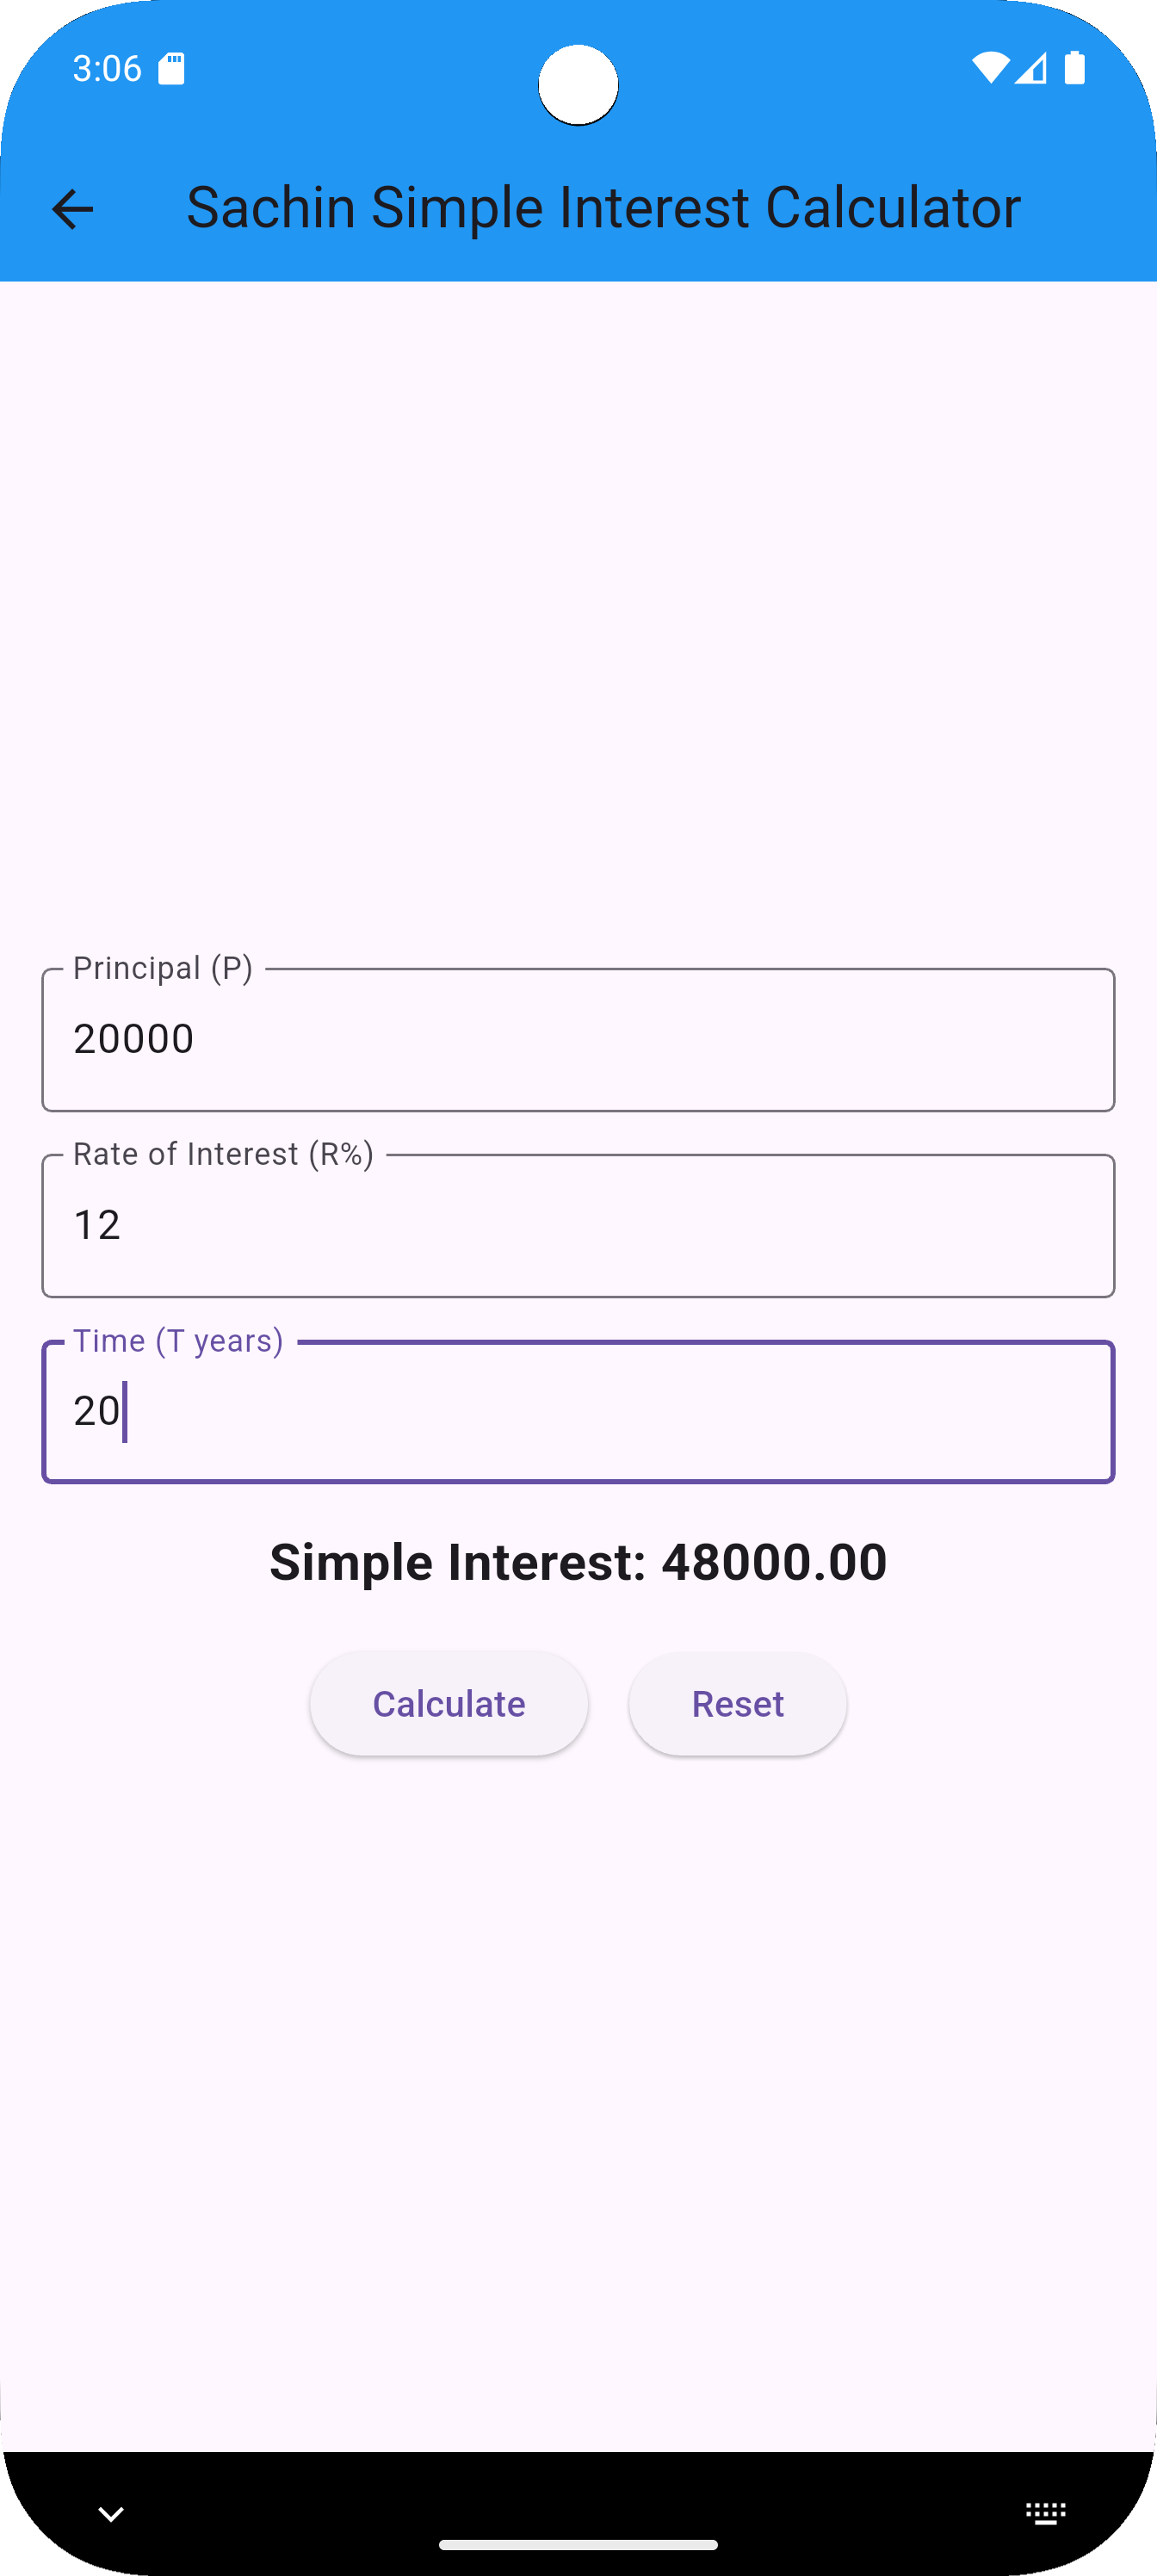 3:06
Sachin Simple Interest Calculator
Principal (P)
20000
Rate of Interest (R%)
12
Time (T years)
20
Simple Interest: 48000.00
Calculate Reset